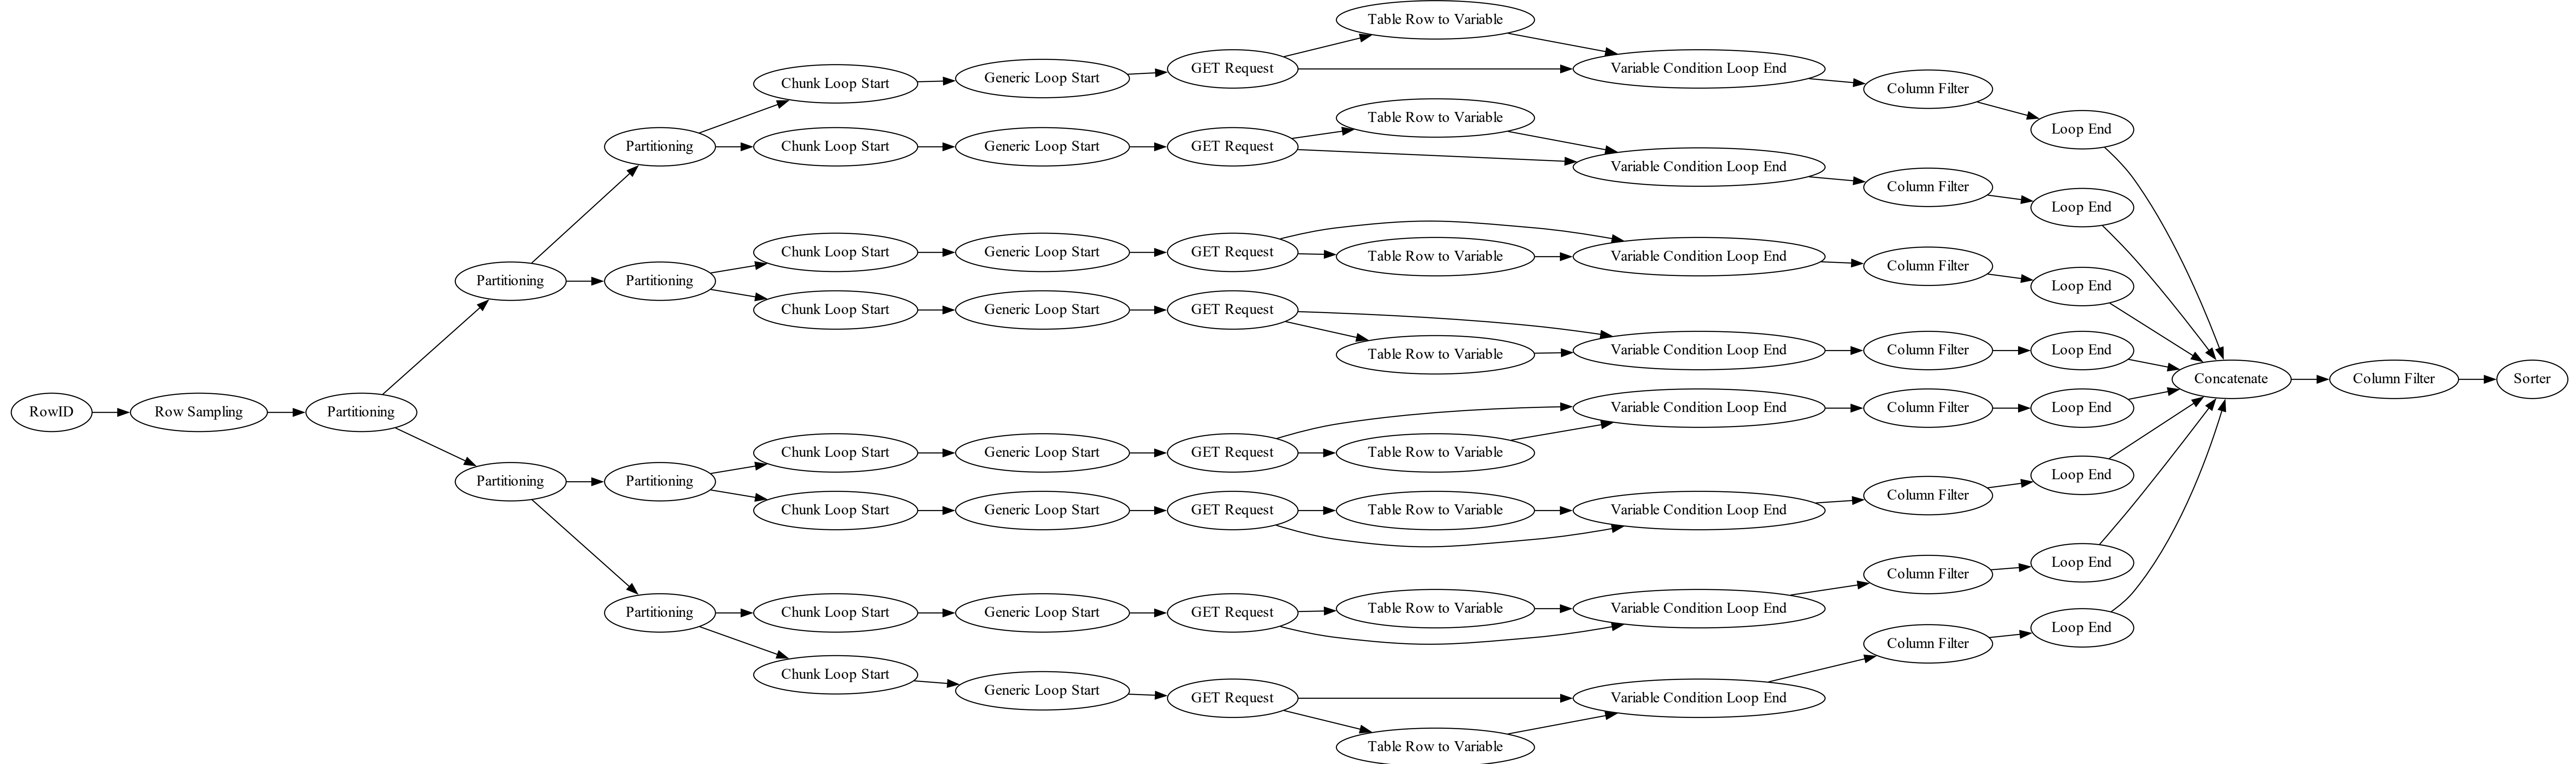 Table Row to Variable
Chunk Loop Start
Generic Loop Start
GET Request
Variable Condition Loop End
Column Filter
Loop End
Table Row to Variable
Partitioning
Chunk Loop Start
Generic Loop Start
GET Request
Variable Condition Loop End
Column Filter
Loop End
Chunk Loop Start
Generic Loop Start
GET Request
Table Row to Variable
Variable Condition Loop End
Column Filter
Loop End
Partitioning
Partitioning
Chunk Loop Start
Generic Loop Start
GET Request
Table Row to Variable
Variable Condition Loop End
Column Filter
Loop End
Concatenate
Column Filter
Sorter
RowID
Row Sampling
Partitioning
Variable Condition Loop End
Column Filter
Loop End
Chunk Loop Start
Generic Loop Start
GET Request
Table Row to Variable
Partitioning
Partitioning
Chunk Loop Start
Generic Loop Start
GET Request
Table Row to Variable
Variable Condition Loop End
Column Filter
Loop End
Partitioning
Chunk Loop Start
Generic Loop Start
GET Request
Table Row to Variable
Variable Condition Loop End
Column Filter
Loop End
Chunk Loop Start
Generic Loop Start
GET Request
Variable Condition Loop End
Column Filter
Loop End
Table Row to Variable